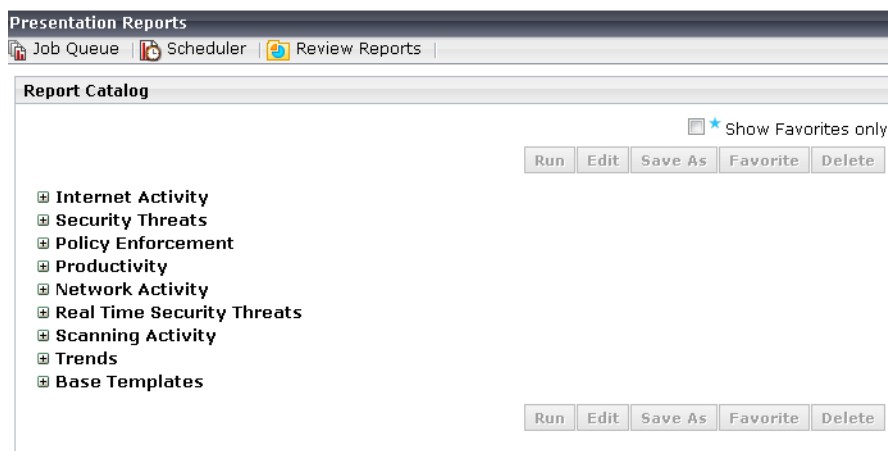 Presentation Reports
Job Queue | Scheduler | Review Reports |
Report Catalog
Show Favorites only
Run Edit Save As Favorite Delete
Internet Activity
Security Threats
Policy Enforcement
Productivity
Network Activity
Real Time Security Threats
Scanning Activity
Trends
Base Templates
Run Edit Save As Favorite Delete